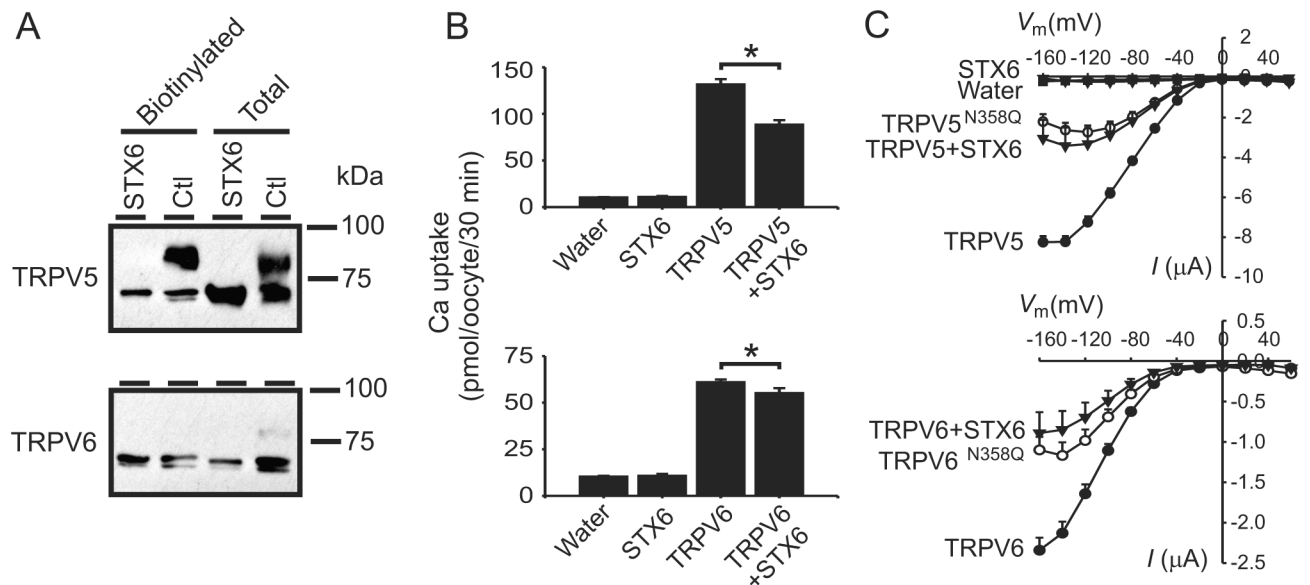 A
Biotinylated
Total
STX6
Ctl
STX6
Ctl
kDa
100
75
TRPV5
100
75
TRPV6
B
Ca uptake
(pmol/oocyte/30 min)
150
100
50
0
*
Water
STX6
TRPV5
TRPV5
+STX6
75
50
25
0
*
Water
STX6
TRPV6
TRPV6
+STX6
C
Vm(mV)
-160 -120 -80 -40 0 40
2
0
-2
-4
-6
-8
-10
STX6
Water
TRPV5N358Q
TRPV5+STX6
TRPV5
I (μA)
Vm(mV)
-160 -120 -80 -40 0 40
0.5
0.0
-0.5
-1.0
-1.5
-2.0
-2.5
TRPV6+STX6
TRPV6 N358Q
TRPV6
I (μA)